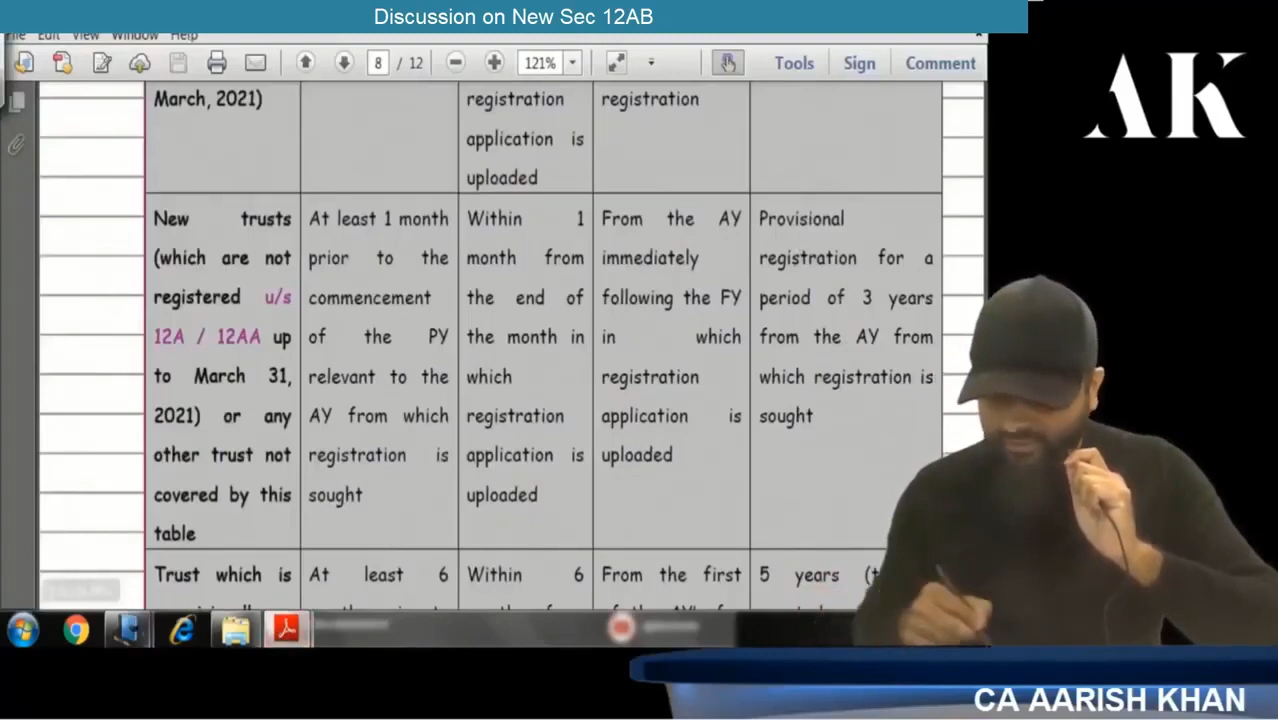 Discussion on New Sec 12AB
File Edit View Window Help
8 / 12 121% Tools Sign Comment
AK
March, 2021)
registration
application is
uploaded
registration
New trusts
(which are not
registered u/s
12A / 12AA up
to March 31,
2021) or any
other trust not
covered by this
table
At least 1 month
prior to the
commencement
of the PY
relevant to the
AY from which
registration is
sought
Within 1
month from
the end of
the month in
which
registration
application is
uploaded
From the AY
immediately
following the FY
in which
registration
application is
uploaded
Provisional
registration for a
period of 3 years
from the AY from
which registration is
sought
Trust which is
At least 6
Within 6
From the first
5 years
CA AARISH KHAN